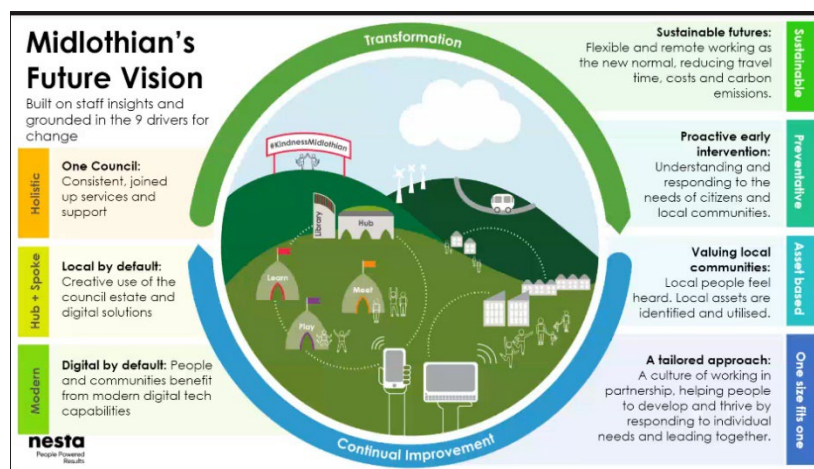 Midlothian's
Future Vision
Built on staff insights and
grounded in the 9 drivers for
change
Holistic
One Council:
Consistent, joined
up services and
support
Hub + Spoke
Local by default:
Creative use of the
council estate and
digital solutions
Modern
Digital by default: People
and communities benefit
from modern digital tech
capabilities
nesta
People Powered
Results
Transformation
#KindnessMidlothian
Library
Hub
Learn
Meet
Play
Continual Improvement
Sustainable futures:
Flexible and remote working as
the new normal, reducing travel
time, costs and carbon
emissions.
Sustainable
Proactive early
intervention:
Understanding and
responding to the
needs of citizens and
local communities.
Preventative
Valuing local
communities:
Local people feel
heard. Local assets are
identified and utilised.
Asset based
A tailored approach:
A culture of working in
partnership, helping people
to develop and thrive by
responding to individual
needs and leading together.
One size fits one